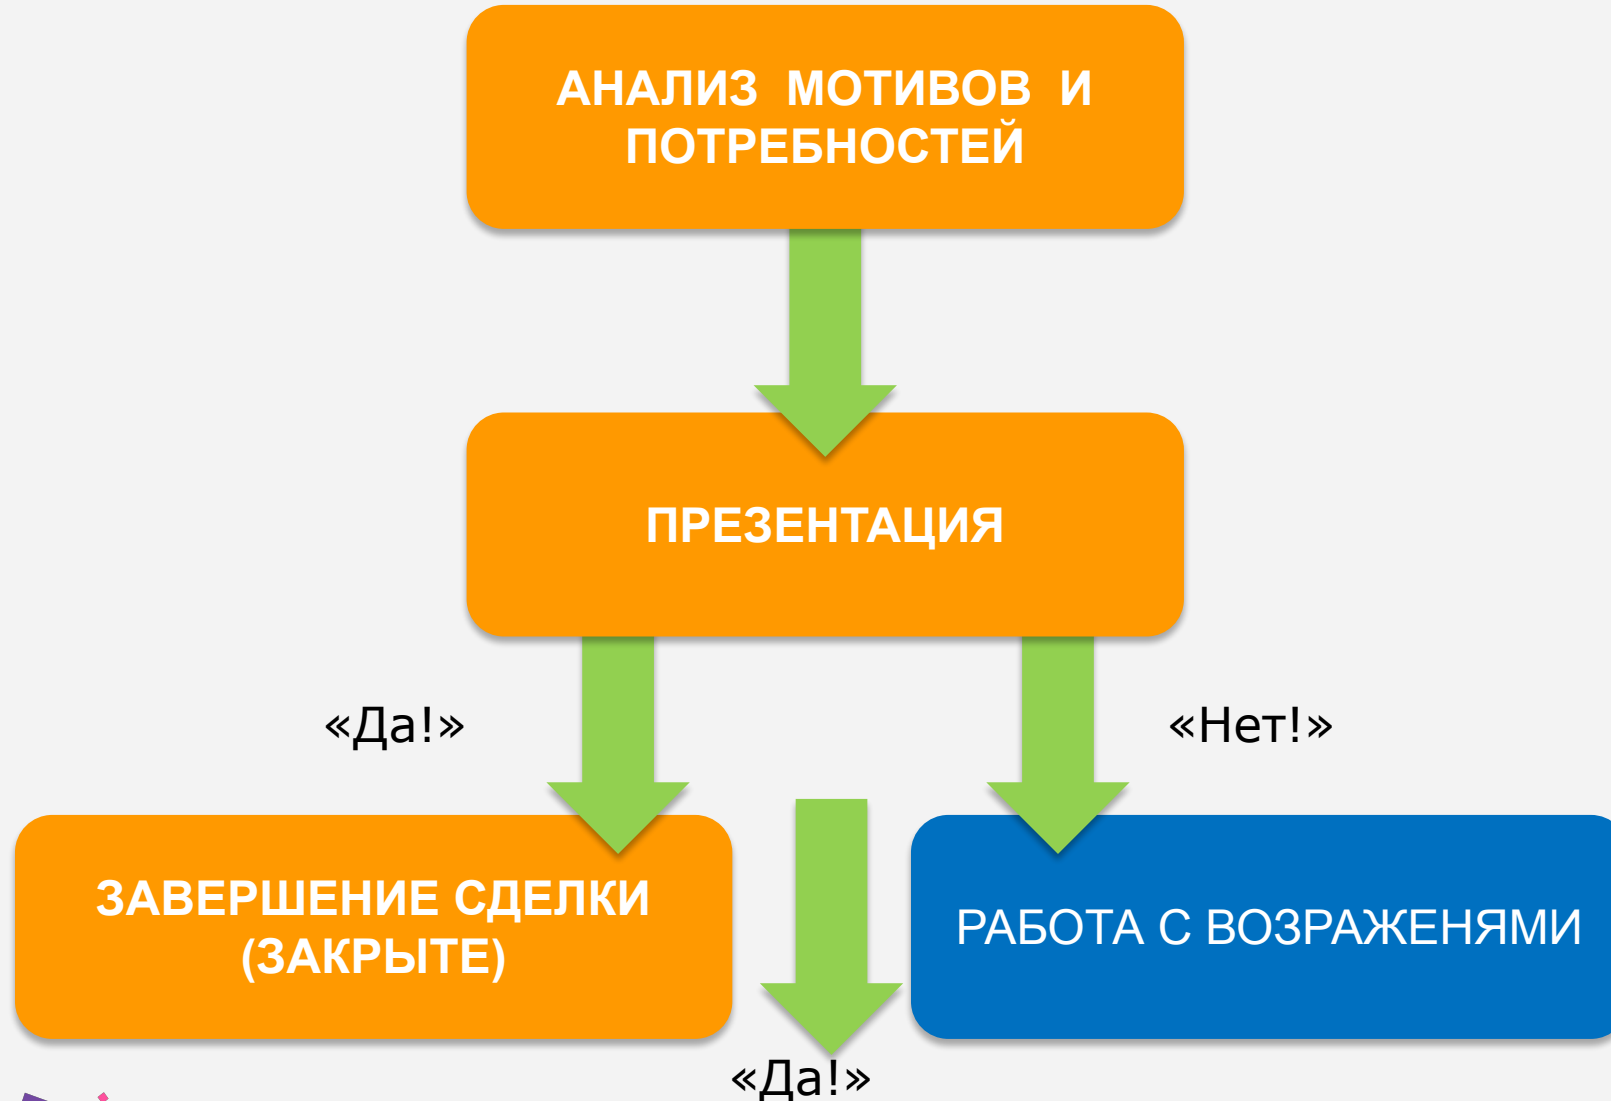 АНАЛИЗ МОТИВОВ И
ПОТРЕБНОСТЕЙ
ПРЕЗЕНТАЦИЯ
«Да!»
«Нет!»
ЗАВЕРШЕНИЕ СДЕЛКИ
(ЗАКРЫТЕ)
РАБОТА С ВОЗРАЖЕНЯМИ
«Да!»